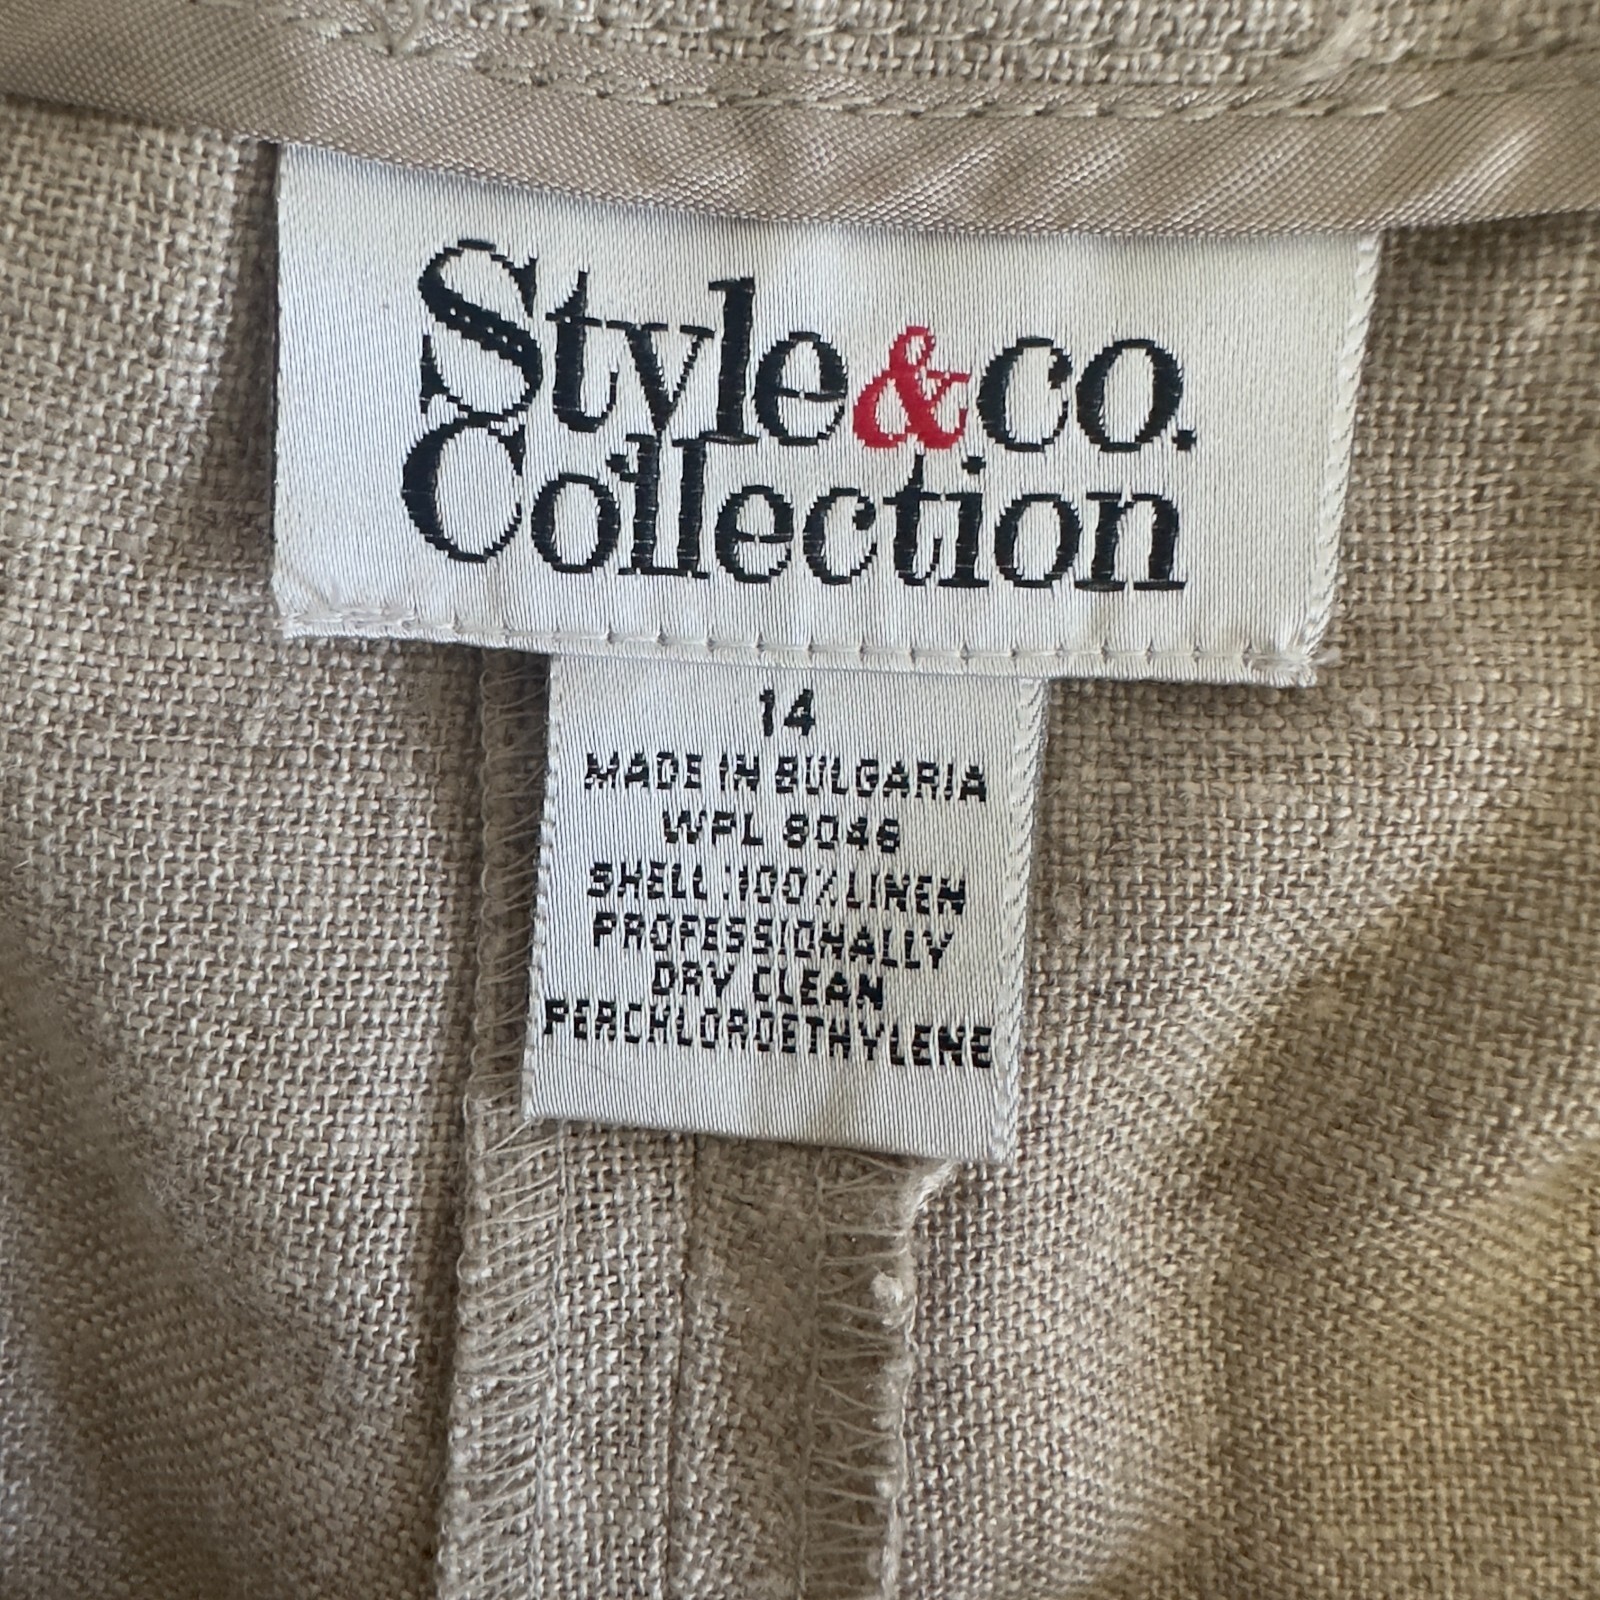 Style&co.
Collection
14
MADE IN BULGARIA
WPL 8046
SHELL:100%LINEN
PROFESSIONALLY
DRY CLEAN
PERCHLOROETHYLENE